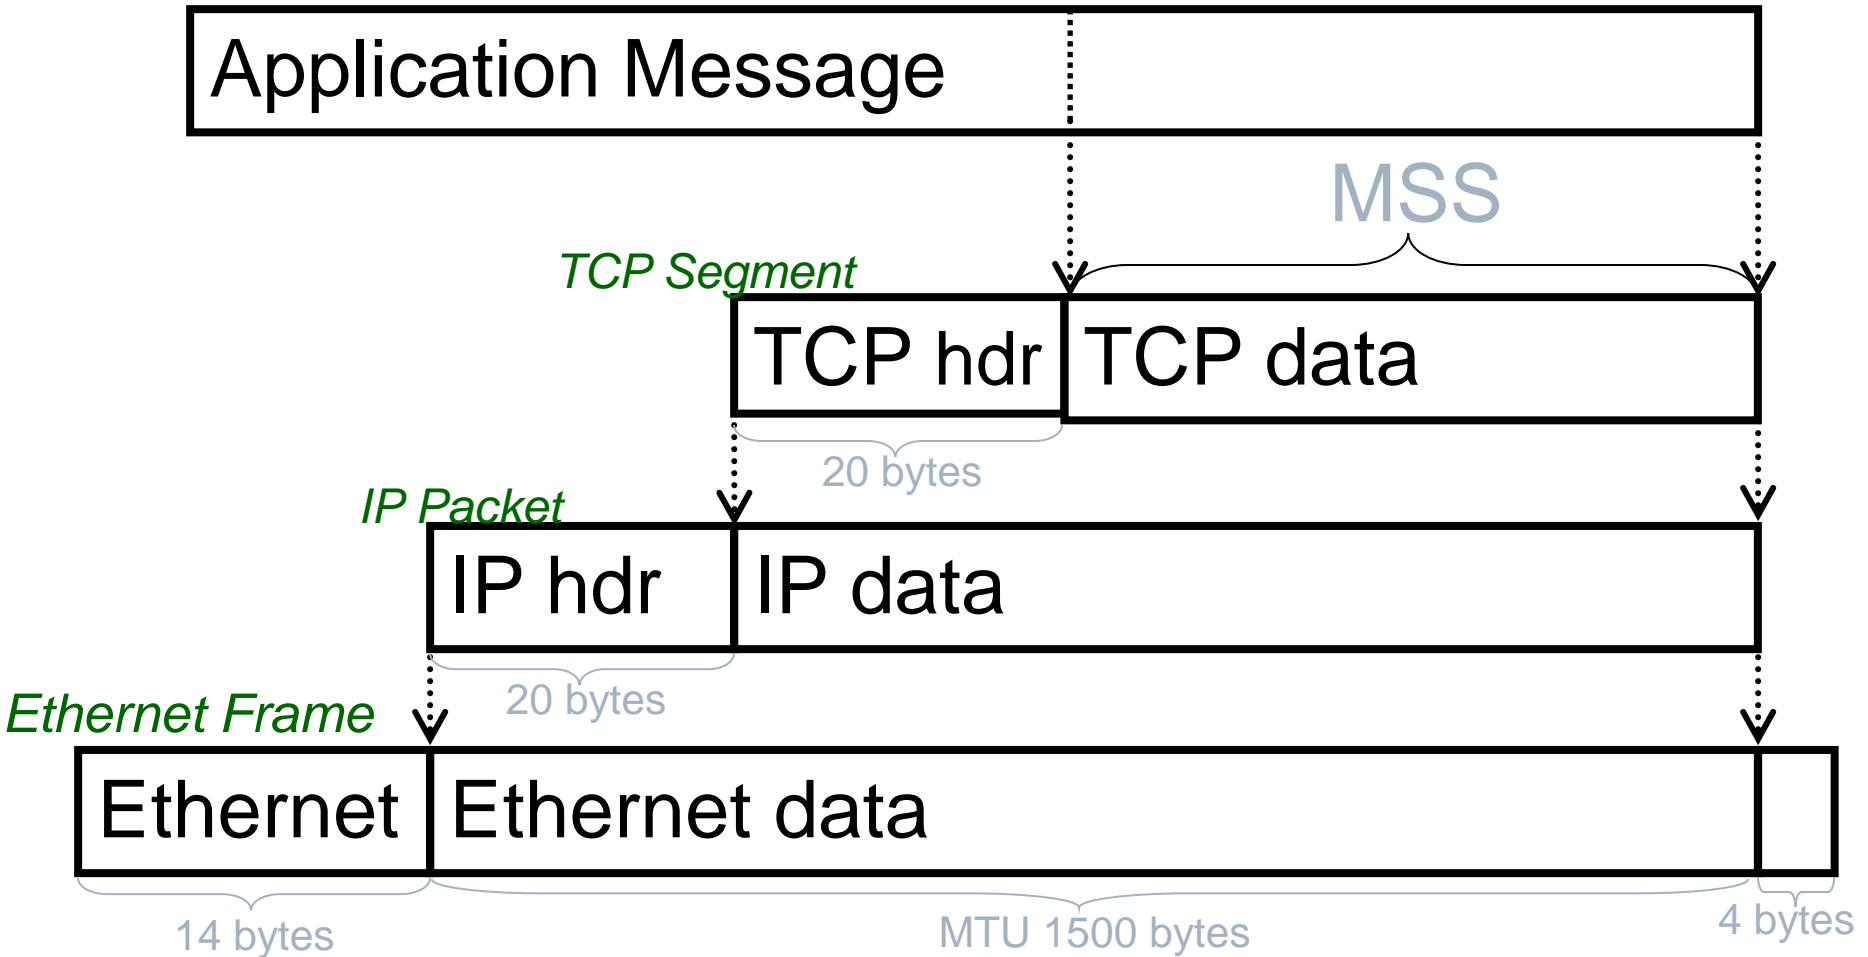 Application Message
MSS
TCP Segment
TCP hdr
TCP data
20 bytes
IP Packet
IP hdr
IP data
20 bytes
Ethernet Frame
Ethernet
Ethernet data
14 bytes
MTU 1500 bytes
4 bytes